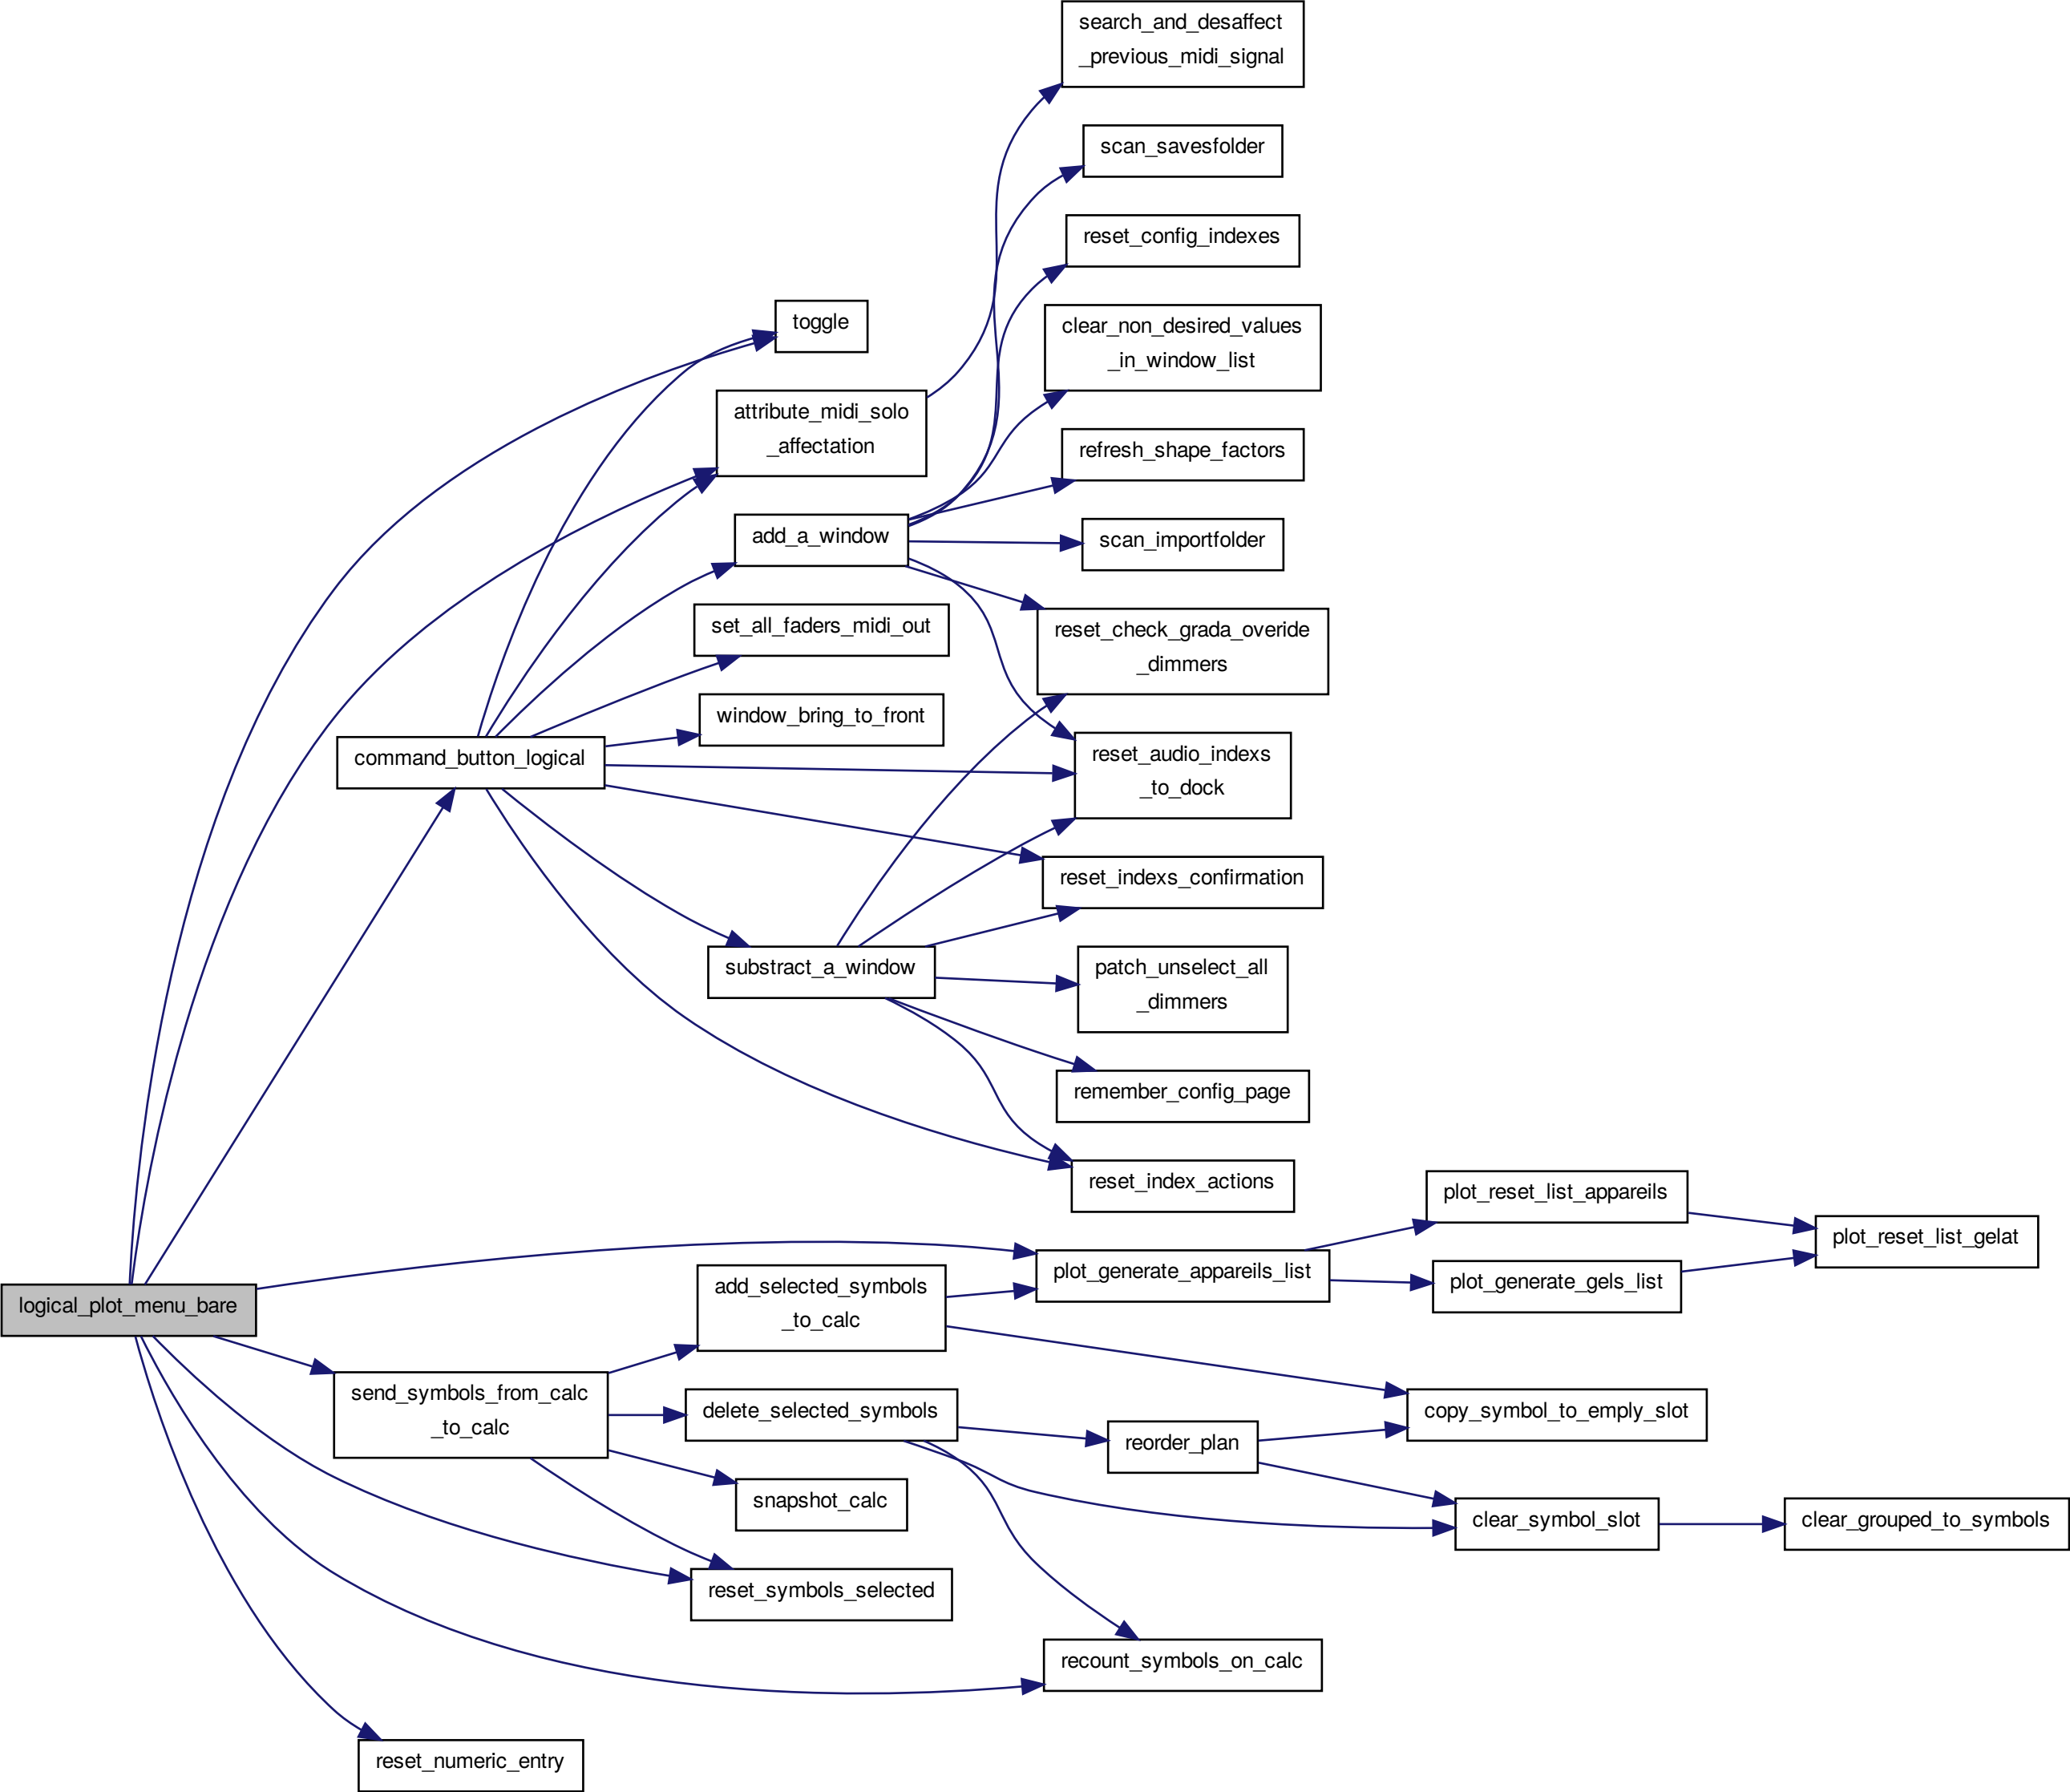 search_and_desaffect
_previous_midi_signal
scan_savesfolder
reset_config_indexes
toggle
clear_non_desired_values
_in_window_list
attribute_midi_solo
_affectation
refresh_shape_factors
add_a_window
scan_importfolder
set_all_faders_midi_out
reset_check_grada_overide
_dimmers
window_bring_to_front
command_button_logical
reset_audio_indexs
_to_dock
reset_indexs_confirmation
substract_a_window
patch_unselect_all
_dimmers
remember_config_page
reset_index_actions
plot_reset_list_appareils
plot_reset_list_gelat
plot_generate_appareils_list
plot_generate_gels_list
logical_plot_menu_bare
add_selected_symbols
_to_calc
send_symbols_from_calc
_to_calc
delete_selected_symbols
copy_symbol_to_emply_slot
reorder_plan
snapshot_calc
clear_symbol_slot
clear_grouped_to_symbols
reset_symbols_selected
recount_symbols_on_calc
reset_numeric_entry